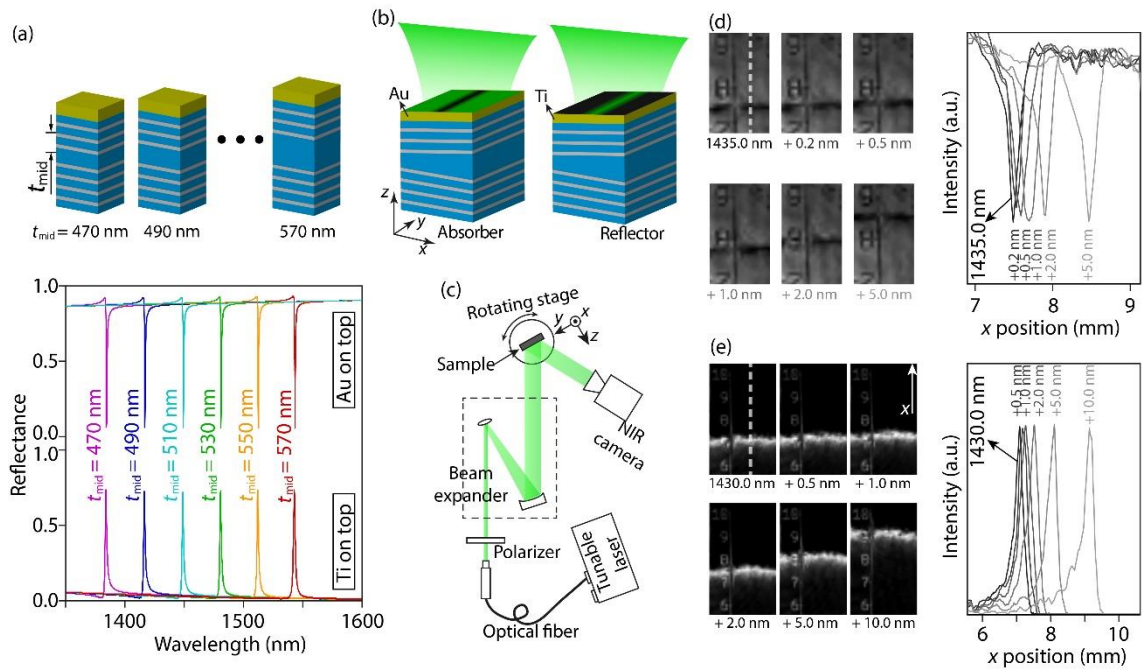 (a)
t_mid
t_mid = 470 nm
490 nm
570 nm
Reflectance
1.0
0.5
0.0
1.0
0.5
0.0
Au on top
Ti on top
t_mid = 470 nm
t_mid = 490 nm
t_mid = 510 nm
t_mid = 530 nm
t_mid = 550 nm
t_mid = 570 nm
1400
1500
1600
Wavelength (nm)
(b)
Au
Ti
z
y
x
Absorber
Reflector
(c)
Rotating stage
y
x
z
Sample
NIR
camera
Beam
expander
Polarizer
Tunable
laser
Optical fiber
(d)
1435.0 nm
+ 0.2 nm
+ 0.5 nm
+ 1.0 nm
+ 2.0 nm
+ 5.0 nm
Intensity (a.u.)
1435.0 nm
+0.2 nm
+0.5 nm
+1.0 nm
+2.0 nm
+5.0 nm
7
8
9
x position (mm)
(e)
x
1430.0 nm
+ 0.5 nm
+ 1.0 nm
+ 2.0 nm
+ 5.0 nm
+ 10.0 nm
Intensity (a.u.)
1430.0 nm
+0.5 nm
+1.0 nm
+2.0 nm
+5.0 nm
+10.0 nm
6
8
10
x position (mm)